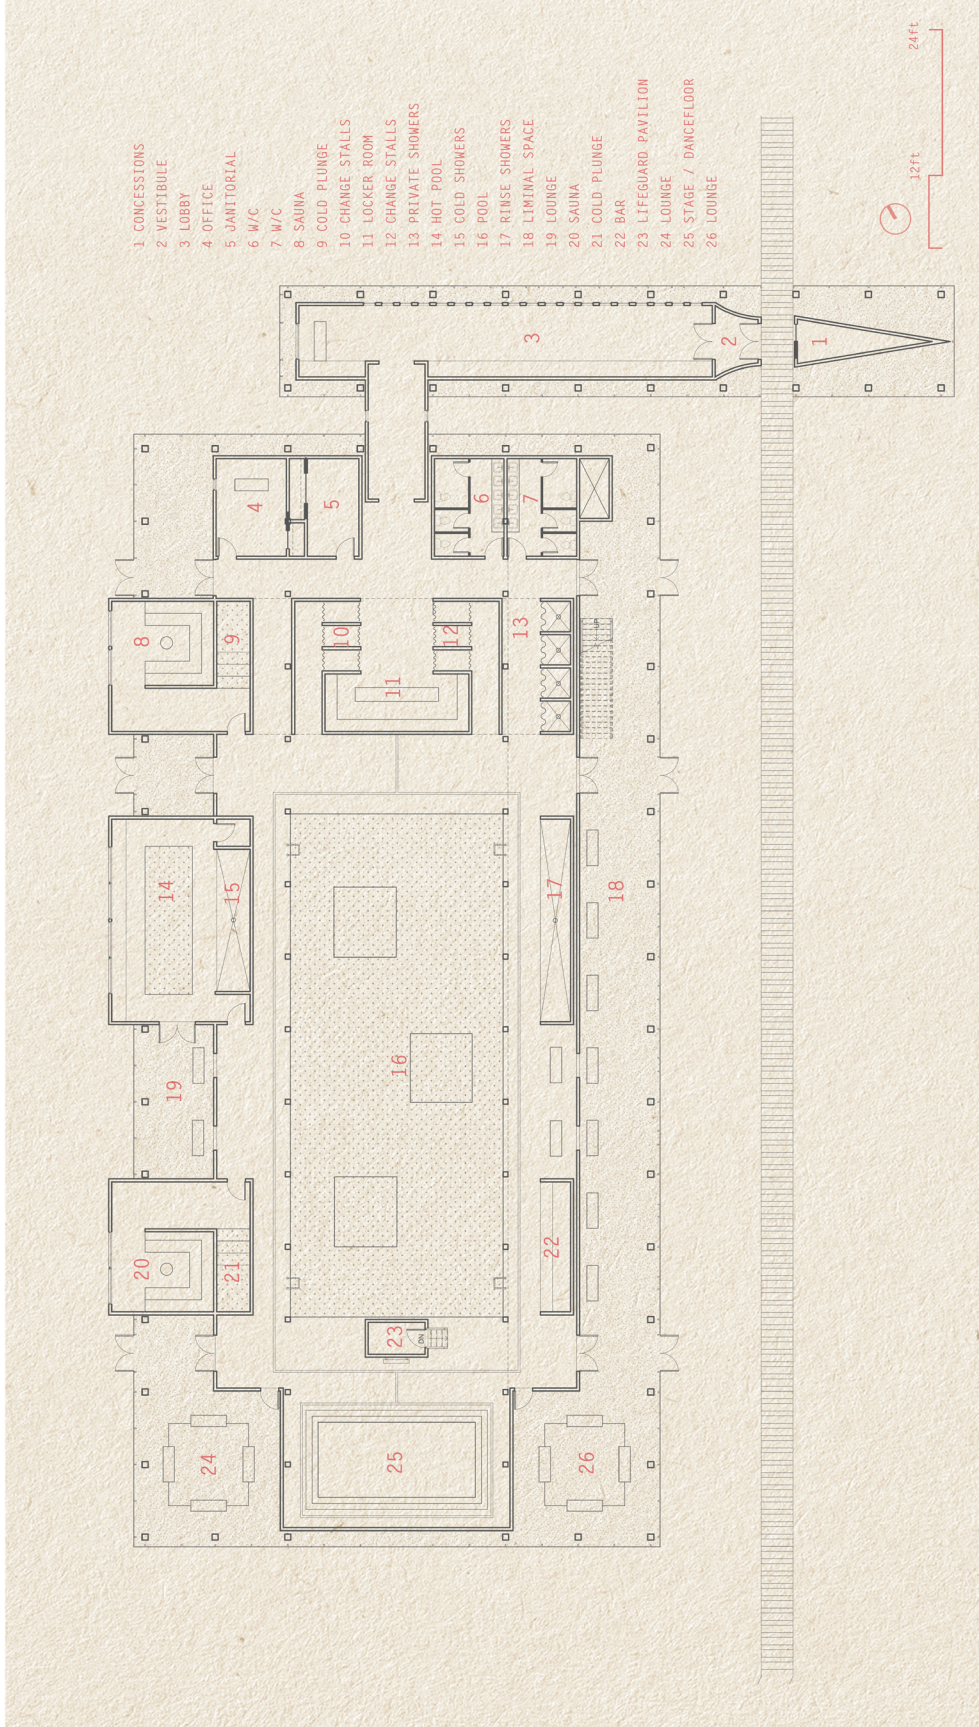 1 CONCESSIONS
2 VESTIBULE
3 LOBBY
4 OFFICE
5 JANITORIAL
6 W/C
7 W/C
8 SAUNA
9 COLD PLUNGE
10 CHANGE STALLS
11 LOCKER ROOM
12 CHANGE STALLS
13 PRIVATE SHOWERS
14 HOT POOL
15 COLD SHOWERS
16 POOL
17 RINSE SHOWERS
18 LIMINAL SPACE
19 LOUNGE
20 SAUNA
21 COLD PLUNGE
22 BAR
23 LIFEGUARD PAVILION
24 LOUNGE
25 STAGE / DANCEFLOOR
26 LOUNGE
12ft
24ft
1
2
3
4
5
6
7
8
9
10
11
12
13
UP
14
15
16
17
18
19
20
21
22
23
DN
24
25
26